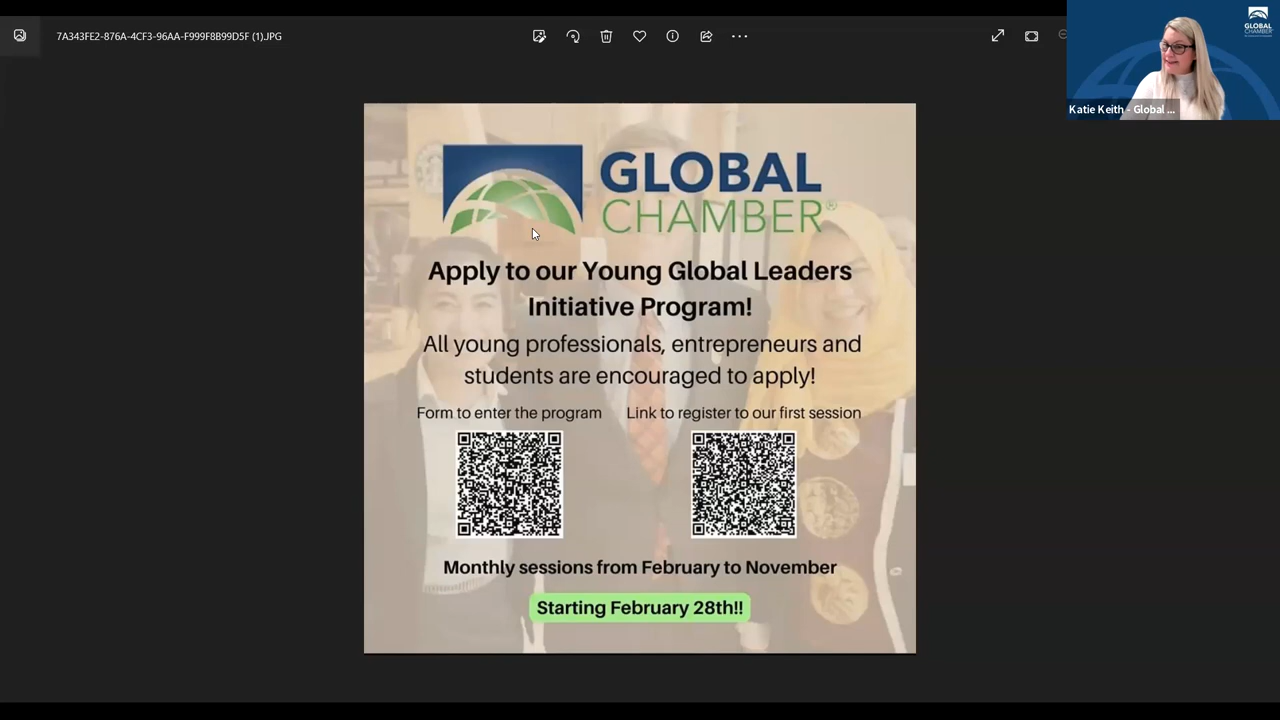 7A343FE2-876A-4CF3-96AA-F999F8B99D5F (1).JPG
GLOBAL
CHAMBER
Katie Keith - Global ...
GLOBAL
CHAMBER®
Apply to our Young Global Leaders
Initiative Program!
All young professionals, entrepreneurs and
students are encouraged to apply!
Form to enter the program
Link to register to our first session
Monthly sessions from February to November
Starting February 28th!!